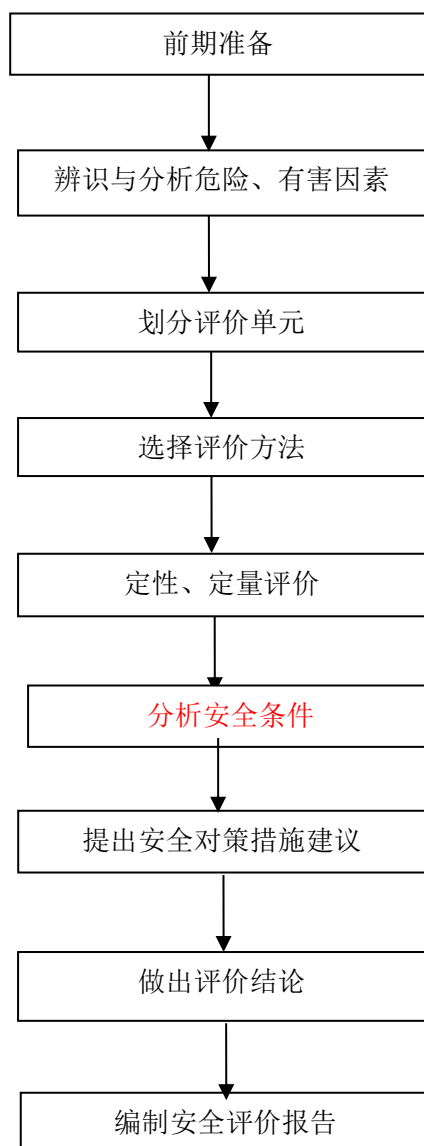 前期准备
辨识与分析危险、有害因素
划分评价单元
选择评价方法
定性、定量评价
分析安全条件
提出安全对策措施建议
做出评价结论
编制安全评价报告